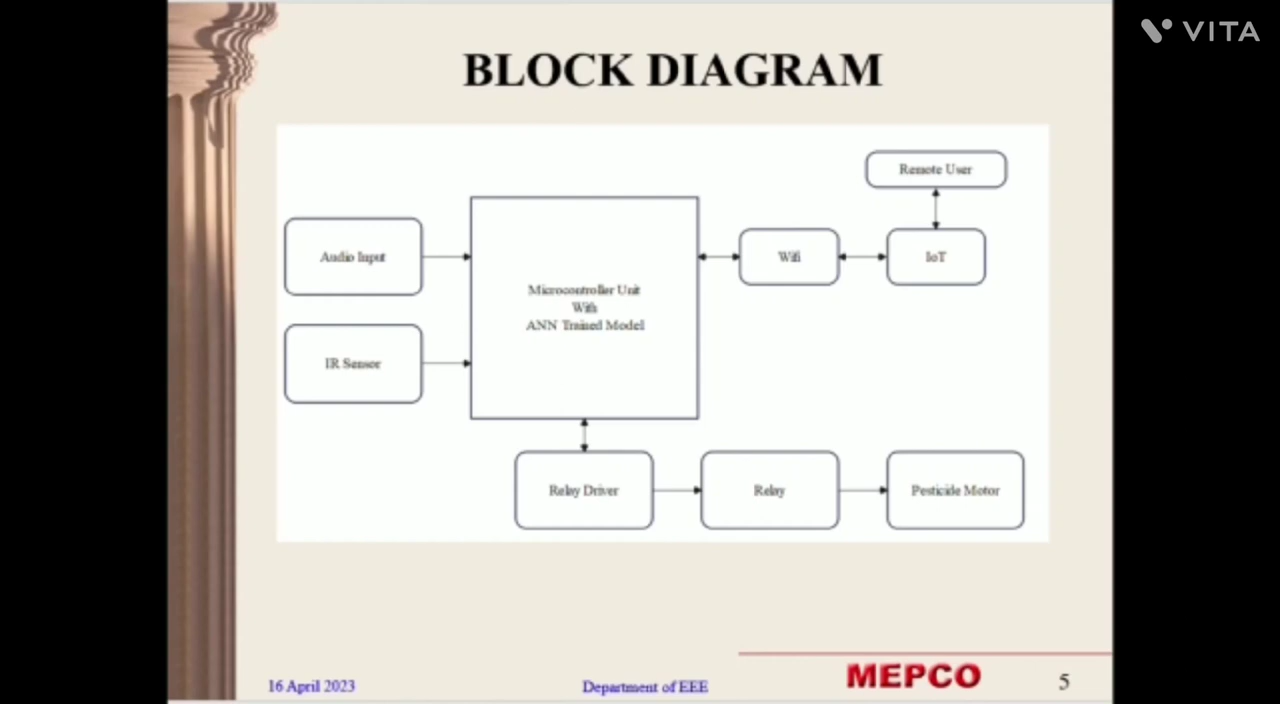 VITA
BLOCK DIAGRAM
Remote User
Audio Input
Wifi
IoT
Microcontroller Unit
With
ANN Trained Model
IR Sensor
Relay Driver
Relay
Pesticide Motor
16 April 2023
Department of EEE
MEPCO
5